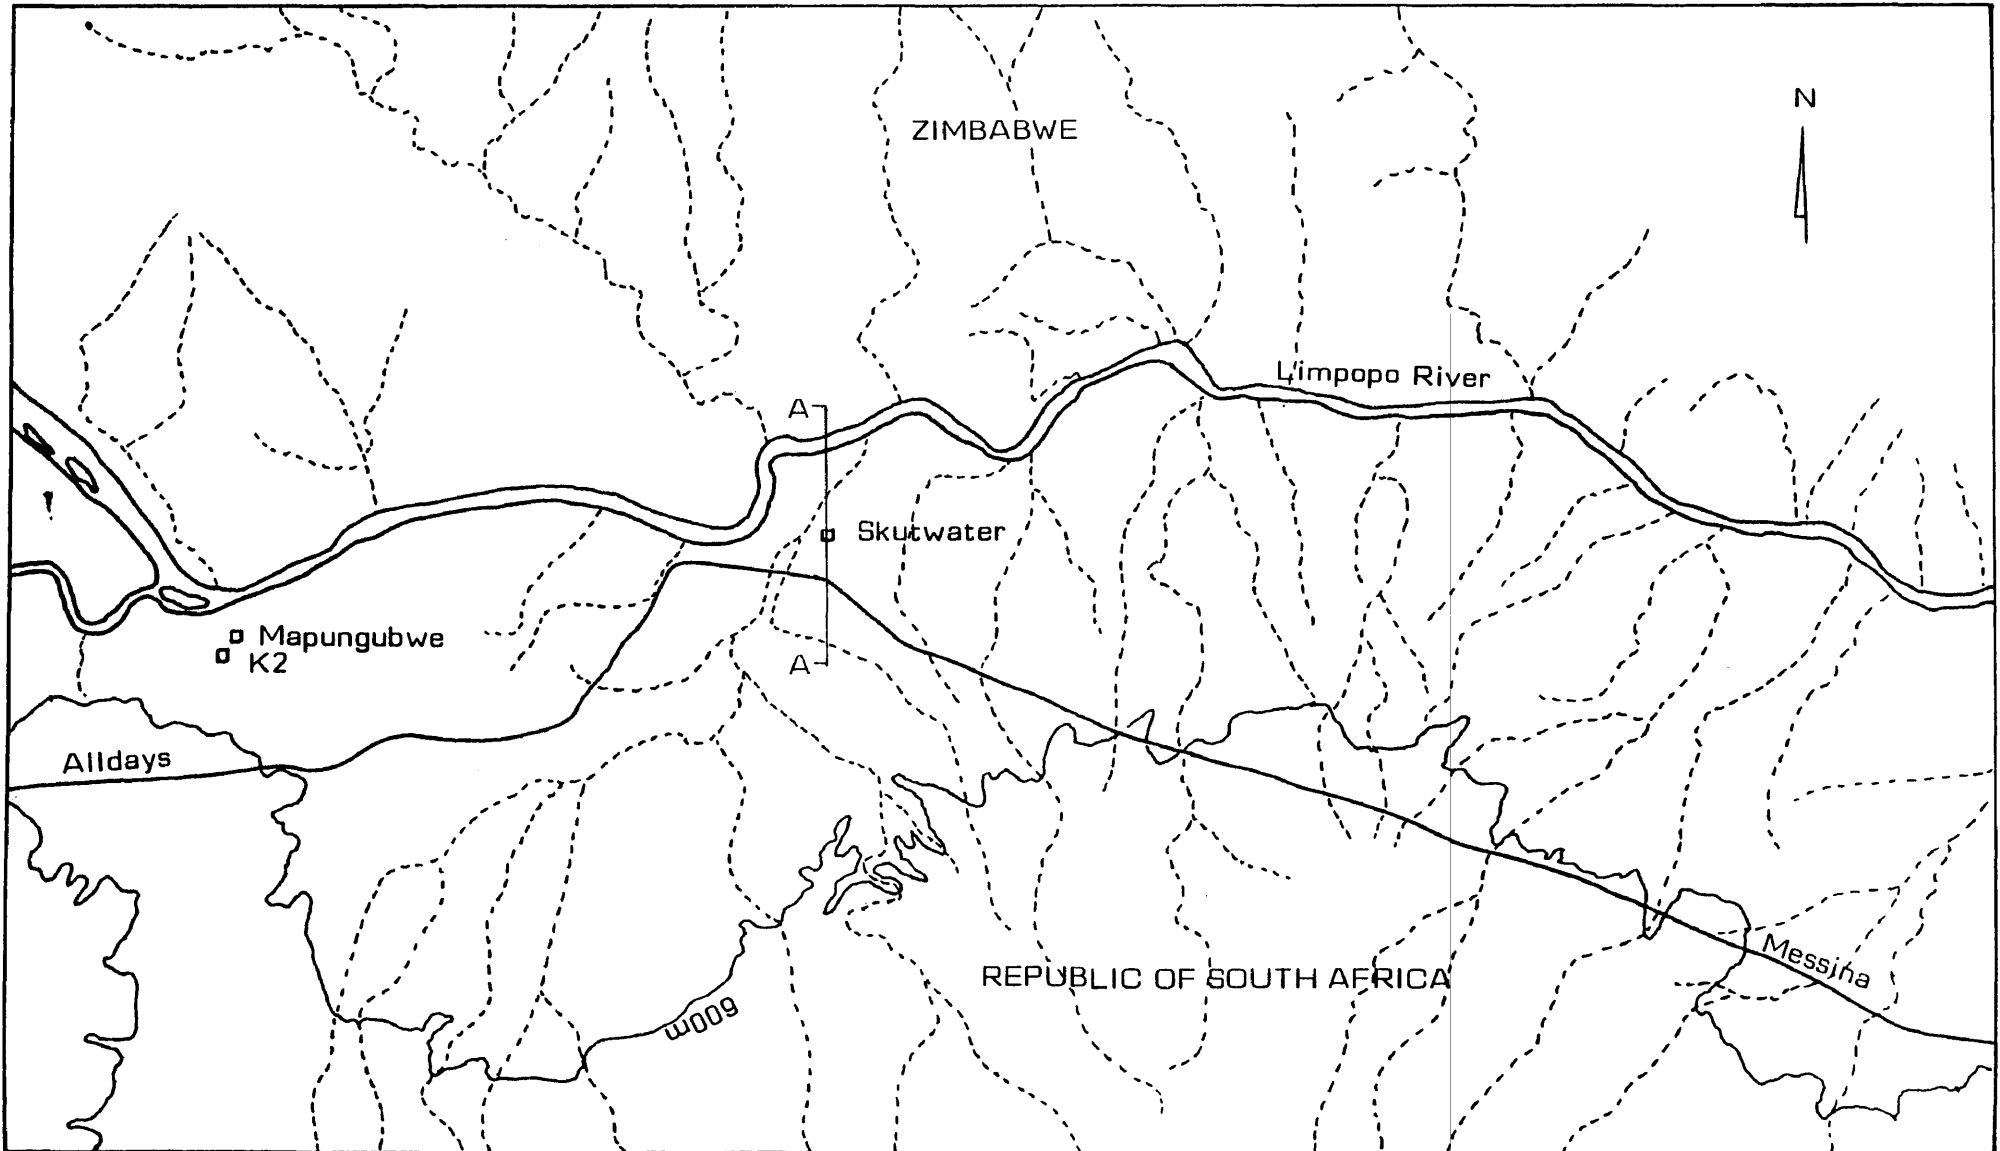 N
ZIMBABWE
Limpopo River
A
Skutwater
Mapungubwe
K2
A
Alldays
Messina
REPUBLIC OF SOUTH AFRICA
600m